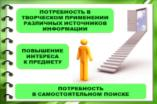 ПОТРЕБНОСТЬ В
ТВОРЧЕСКОМ ПРИМЕНЕНИИ
РАЗЛИЧНЫХ ИСТОЧНИКОВ
ИНФОРМАЦИИ
ПОВЫШЕНИЕ
ИНТЕРЕСА
К ПРЕДМЕТУ
ПОТРЕБНОСТЬ
В САМОСТОЯТЕЛЬНОМ ПОИСКЕ